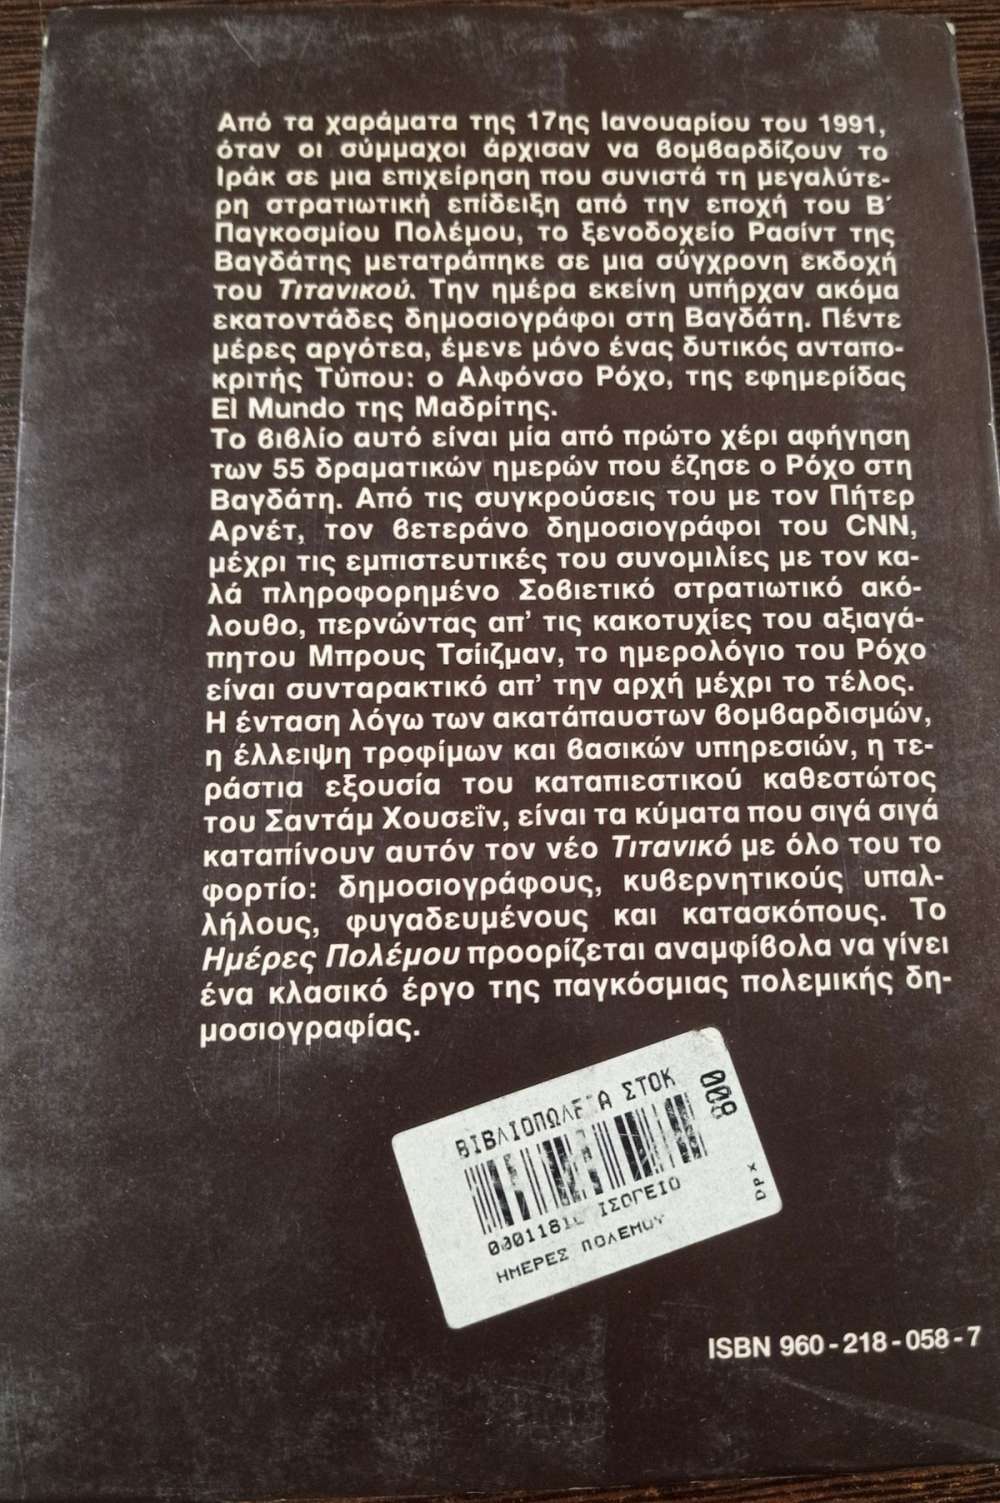 Από τα χαράματα της 17ης Ιανουαρίου του 1991,
όταν οι σύμμαχοι άρχισαν να βομβαρδίζουν το
Ιράκ σε μια επιχείρηση που συνιστά τη μεγαλύτε-
ρη στρατιωτική επίδειξη από την εποχή του Β΄
Παγκοσμίου Πολέμου, το ξενοδοχείο Ρασίντ της
Βαγδάτης μετατράπηκε σε μια σύγχρονη εκδοχή
του Τιτανικού. Την ημέρα εκείνη υπήρχαν ακόμα
εκατοντάδες δημοσιογράφοι στη Βαγδάτη. Πέντε
μέρες αργότεα, έμενε μόνο ένας δυτικός ανταπο-
κριτής Τύπου: ο Αλφόνσο Ρόχο, της εφημερίδας
El Mundo της Μαδρίτης.
Το βιβλίο αυτό είναι μία από πρώτο χέρι αφήγηση
των 55 δραματικών ημερών που έζησε ο Ρόχο στη
Βαγδάτη. Από τις συγκρούσεις του με τον Πήτερ
Αρνέτ, τον βετεράνο δημοσιογράφοι του CNN,
μέχρι τις εμπιστευτικές του συνομιλίες με τον κα-
λά πληροφορημένο Σοβιετικό στρατιωτικό ακό-
λουθο, περνώντας απ' τις κακοτυχίες του αξιαγά-
πητου Μπρους Τσίιζμαν, το ημερολόγιο του Ρόχο
είναι συνταρακτικό απ' την αρχή μέχρι το τέλος.
Η ένταση λόγω των ακατάπαυστων βομβαρδισμών,
η έλλειψη τροφίμων και βασικών υπηρεσιών, η τε-
ράστια εξουσία του καταπιεστικού καθεστώτος
του Σαντάμ Χουσεΐν, είναι τα κύματα που σιγά σιγά
καταπίνουν αυτόν τον νέο Τιτανικό με όλο του το
φορτίο: δημοσιογράφους, κυβερνητικούς υπαλ-
λήλους, φυγαδευμένους και κατασκόπους. Το
Ημέρες Πολέμου προορίζεται αναμφίβολα να γίνει
ένα κλασικό έργο της παγκόσμιας πολεμικής δη-
μοσιογραφίας.
ΒΙΒΛΙΟΠΩΛΕΙΑ ΣΤΟΚ
008
DPX
ΙΣΟΓΕΙΟ
ΗΜΕΡΕΣ ΠΟΛΕΜΟΥ
ISBN 960-218-058-7